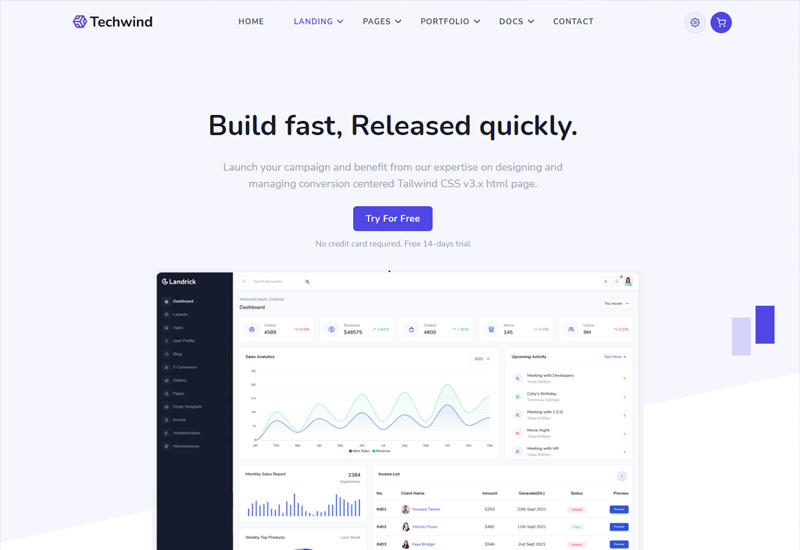 Techwind
HOME
LANDING
PAGES
PORTFOLIO
DOCS
CONTACT
Build fast, Released quickly.
Launch your campaign and benefit from our expertise on designing and
managing conversion centered Tailwind CSS v3.x html page.
Try For Free
No credit card required. Free 14-days trial
Landrick
Search Keywords...
Dashboard
Layouts
Apps
User Profile
Blog
E-Commerce
Gallery
Pages
Email Template
Invoice
Authentication
Miscellaneous
Welcome back, Cristina!
Dashboard
This Month
Visitor
4589
Revenue
$48575
Orders
4800
Items
145
Users
9M
Sales Analytics
2021
Jan Feb Mar Apr May Jun Jul Aug Sep Oct Nov Dec
Item Sales Revenue
Upcoming Activity
See More
Meeting with Developers
Cally's Birthday
Meeting with C.E.O
Movie Night
Meeting with HR
Monthly Sales Report
2384
September
Weekly Top Products
Last Week
Invoice List
No. Client Name Amount Generate(Dt.) Status Preview
#d01 Howard Tanner $253 23th Sept 2021 Unpaid Preview
#d02 Wendy Filson $482 11th Sept 2021 Paid Preview
#d03 Faye Bridger $546 2nd Sept 2021 Unpaid Preview